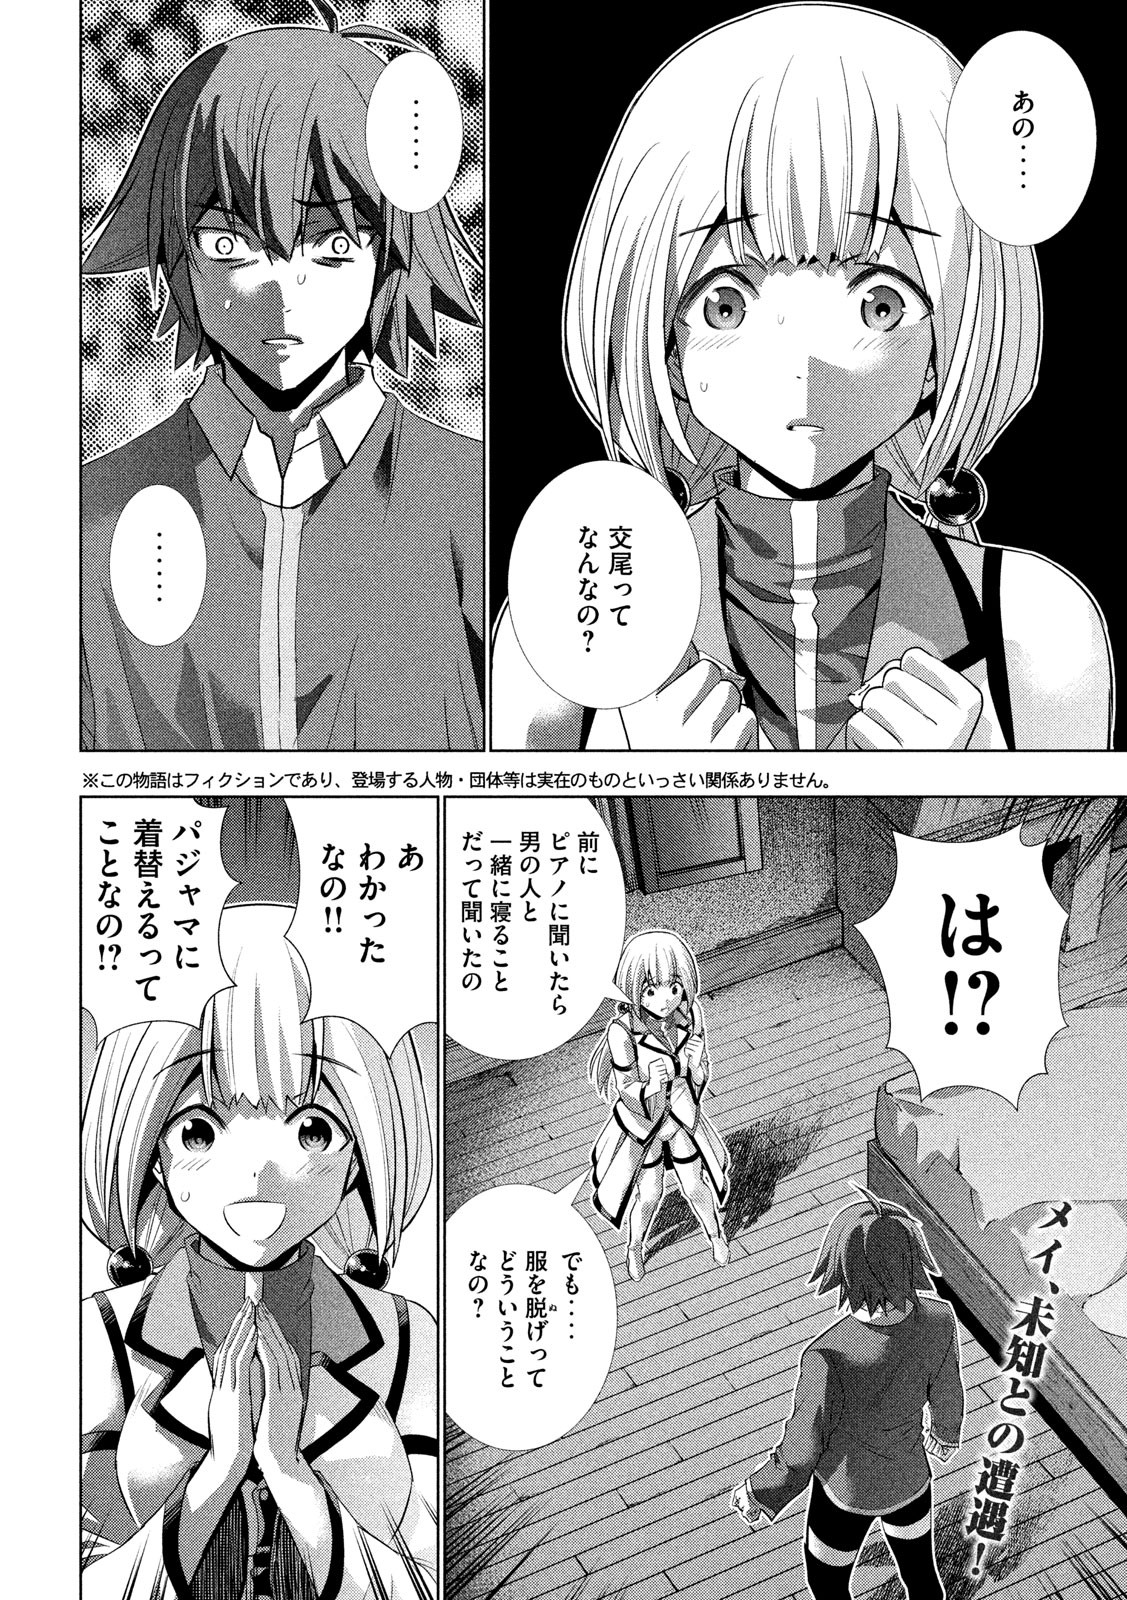 あの‥‥
交尾って
なんなの?
‥‥‥
‥‥‥
※この物語はフィクションであり、登場する人物・団体等は実在のものといっさい関係ありません。
は!?
前に
ピアノに聞いたら
男の人と
一緒に寝ること
だって聞いたの
でも‥‥
服を脱げって
どういうこと
なの?
メイ、未知との遭遇!
あ
わかった
なの!!
パジャマに
着替えるって
ことなの!?